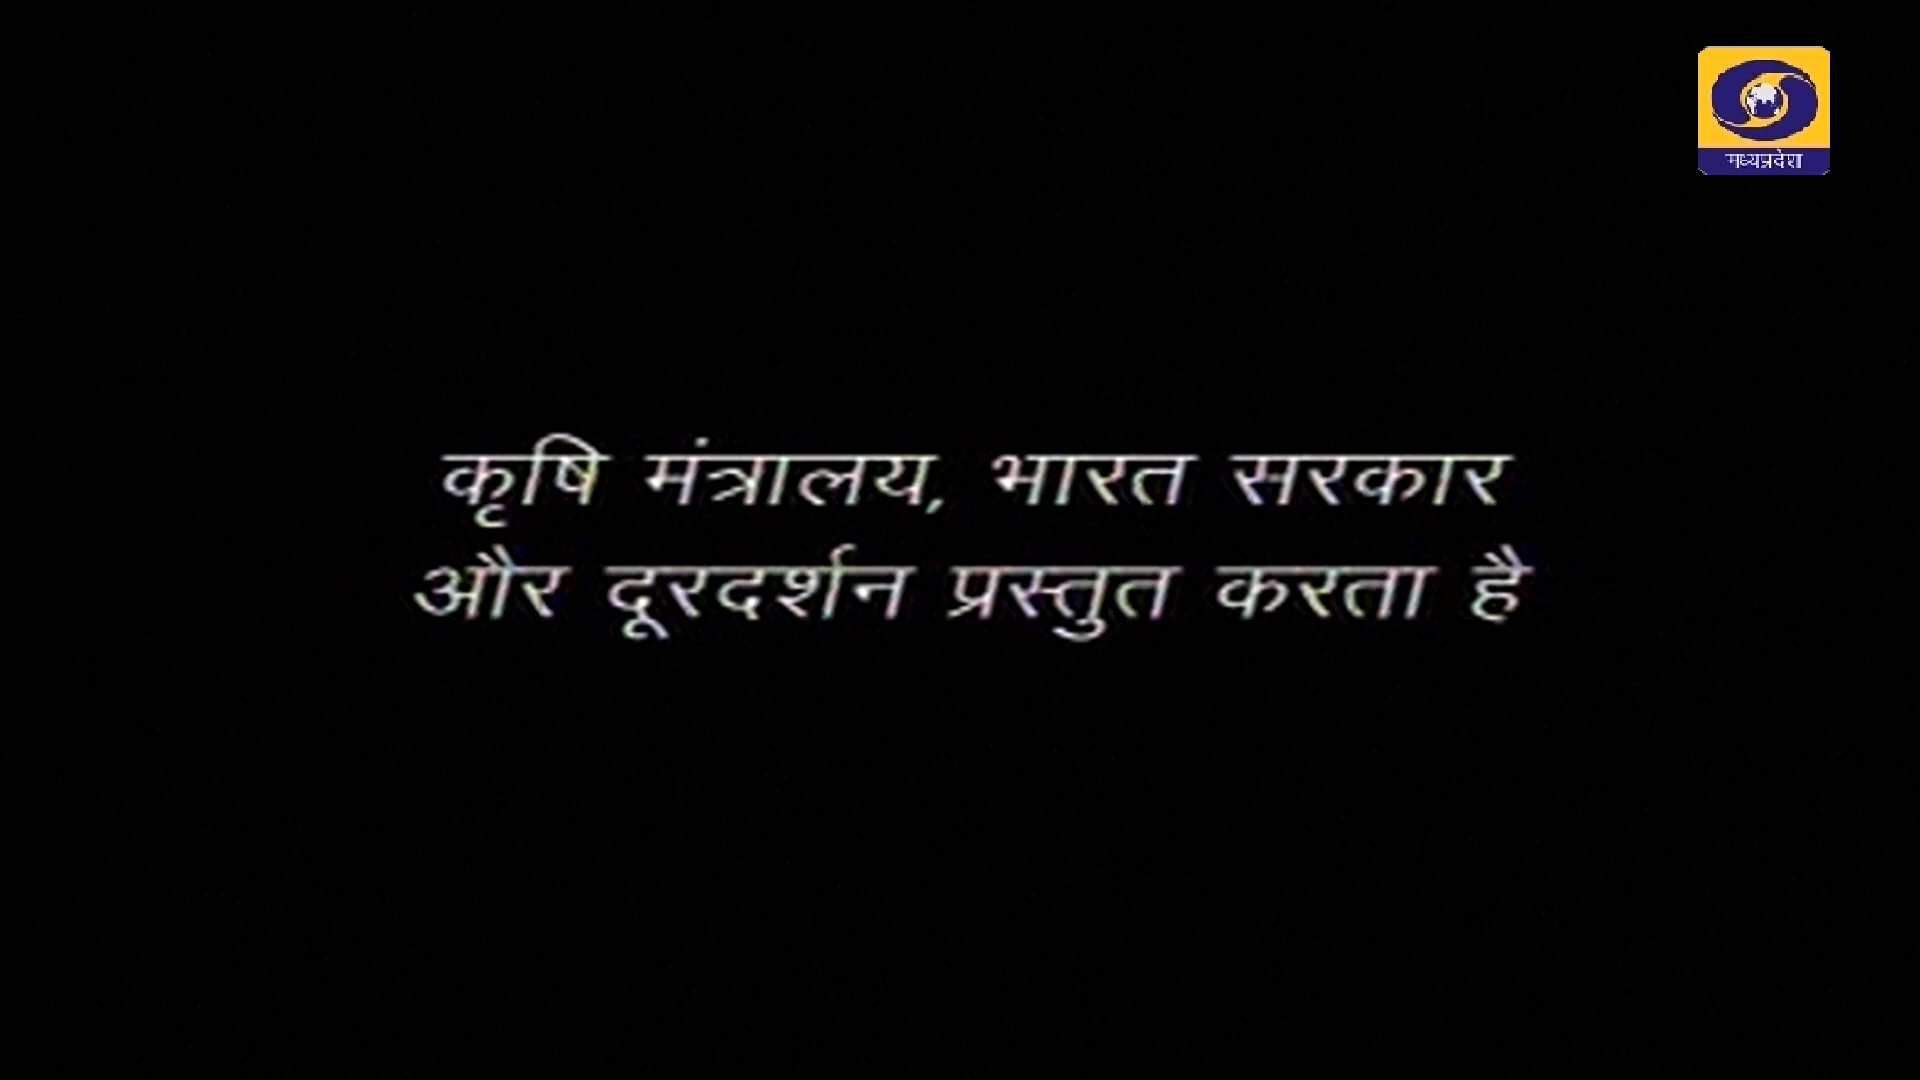 मध्यप्रदेश
कृषि मंत्रालय, भारत सरकार
और दूरदर्शन प्रस्तुत करता है